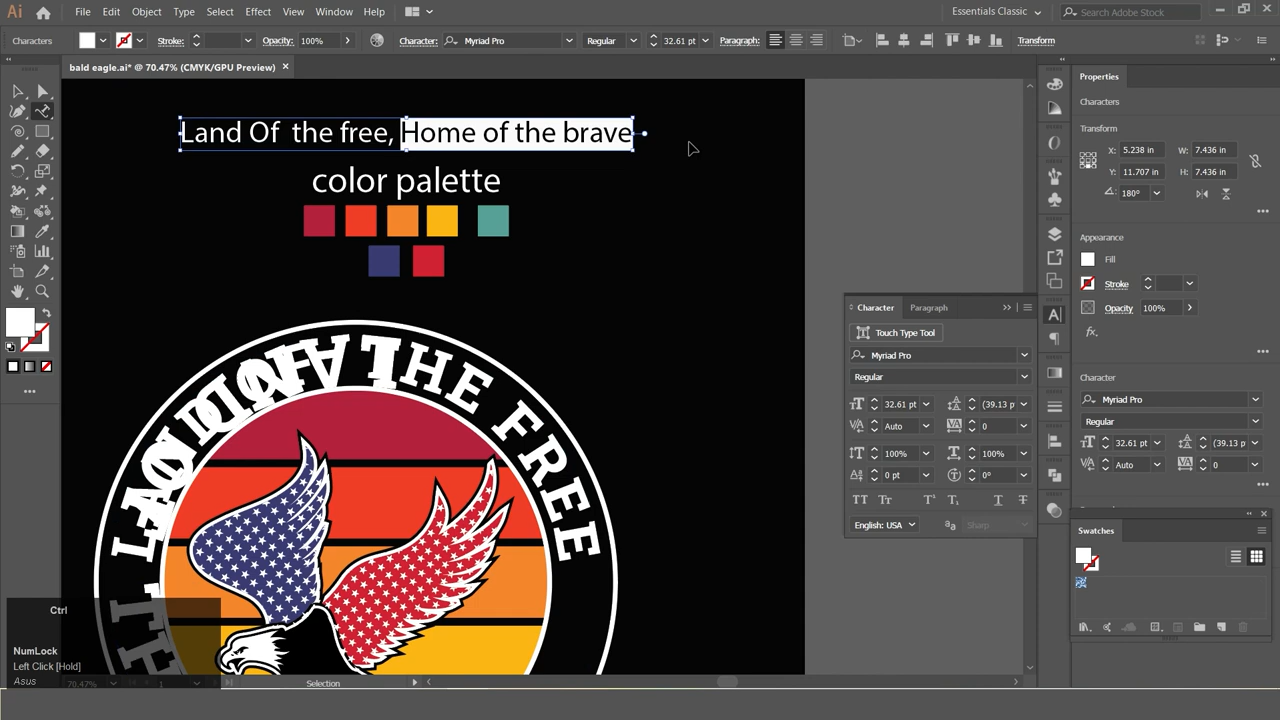 Ai File Edit Object Type Select Effect View Window Help Essentials Classic Search Adobe Stock
Characters Stroke: Opacity: 100% Character: Myriad Pro Regular 32.61 pt Paragraph: Transform
bald eagle.ai* @ 70.47% (CMYK/GPU Preview) ×
Land Of  the free, Home of the brave
color palette
THE FREE
Properties
Characters
Transform
X: 5.238 in W: 7.436 in
Y: 11.707 in H: 7.436 in
180°
Appearance
Fill
Stroke
Opacity 100%
fx.
Character
Myriad Pro
Regular
32.61 pt (39.13 p
Auto 0
Character Paragraph
Touch Type Tool
Myriad Pro
Regular
32.61 pt (39.13 p
Auto 0
100% 100%
0 pt 0°
English: USA Sharp
Swatches
Ctrl
NumLock
Left Click [Hold]
Asus
70.47% 1 Selection